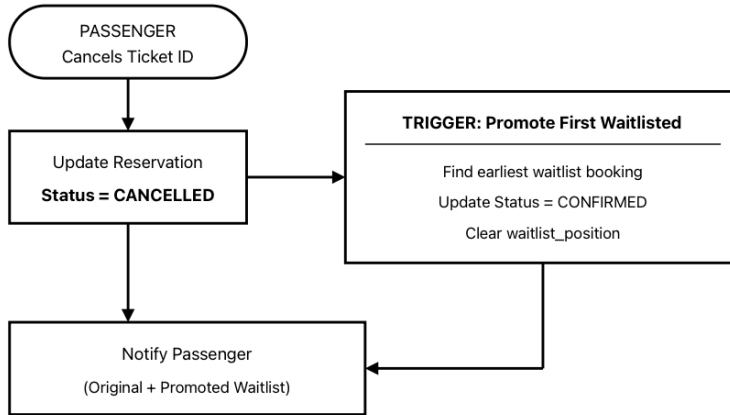 PASSENGER
Cancels Ticket ID
Update Reservation
Status = CANCELLED
TRIGGER: Promote First Waitlisted
Find earliest waitlist booking
Update Status = CONFIRMED
Clear waitlist_position
Notify Passenger
(Original + Promoted Waitlist)